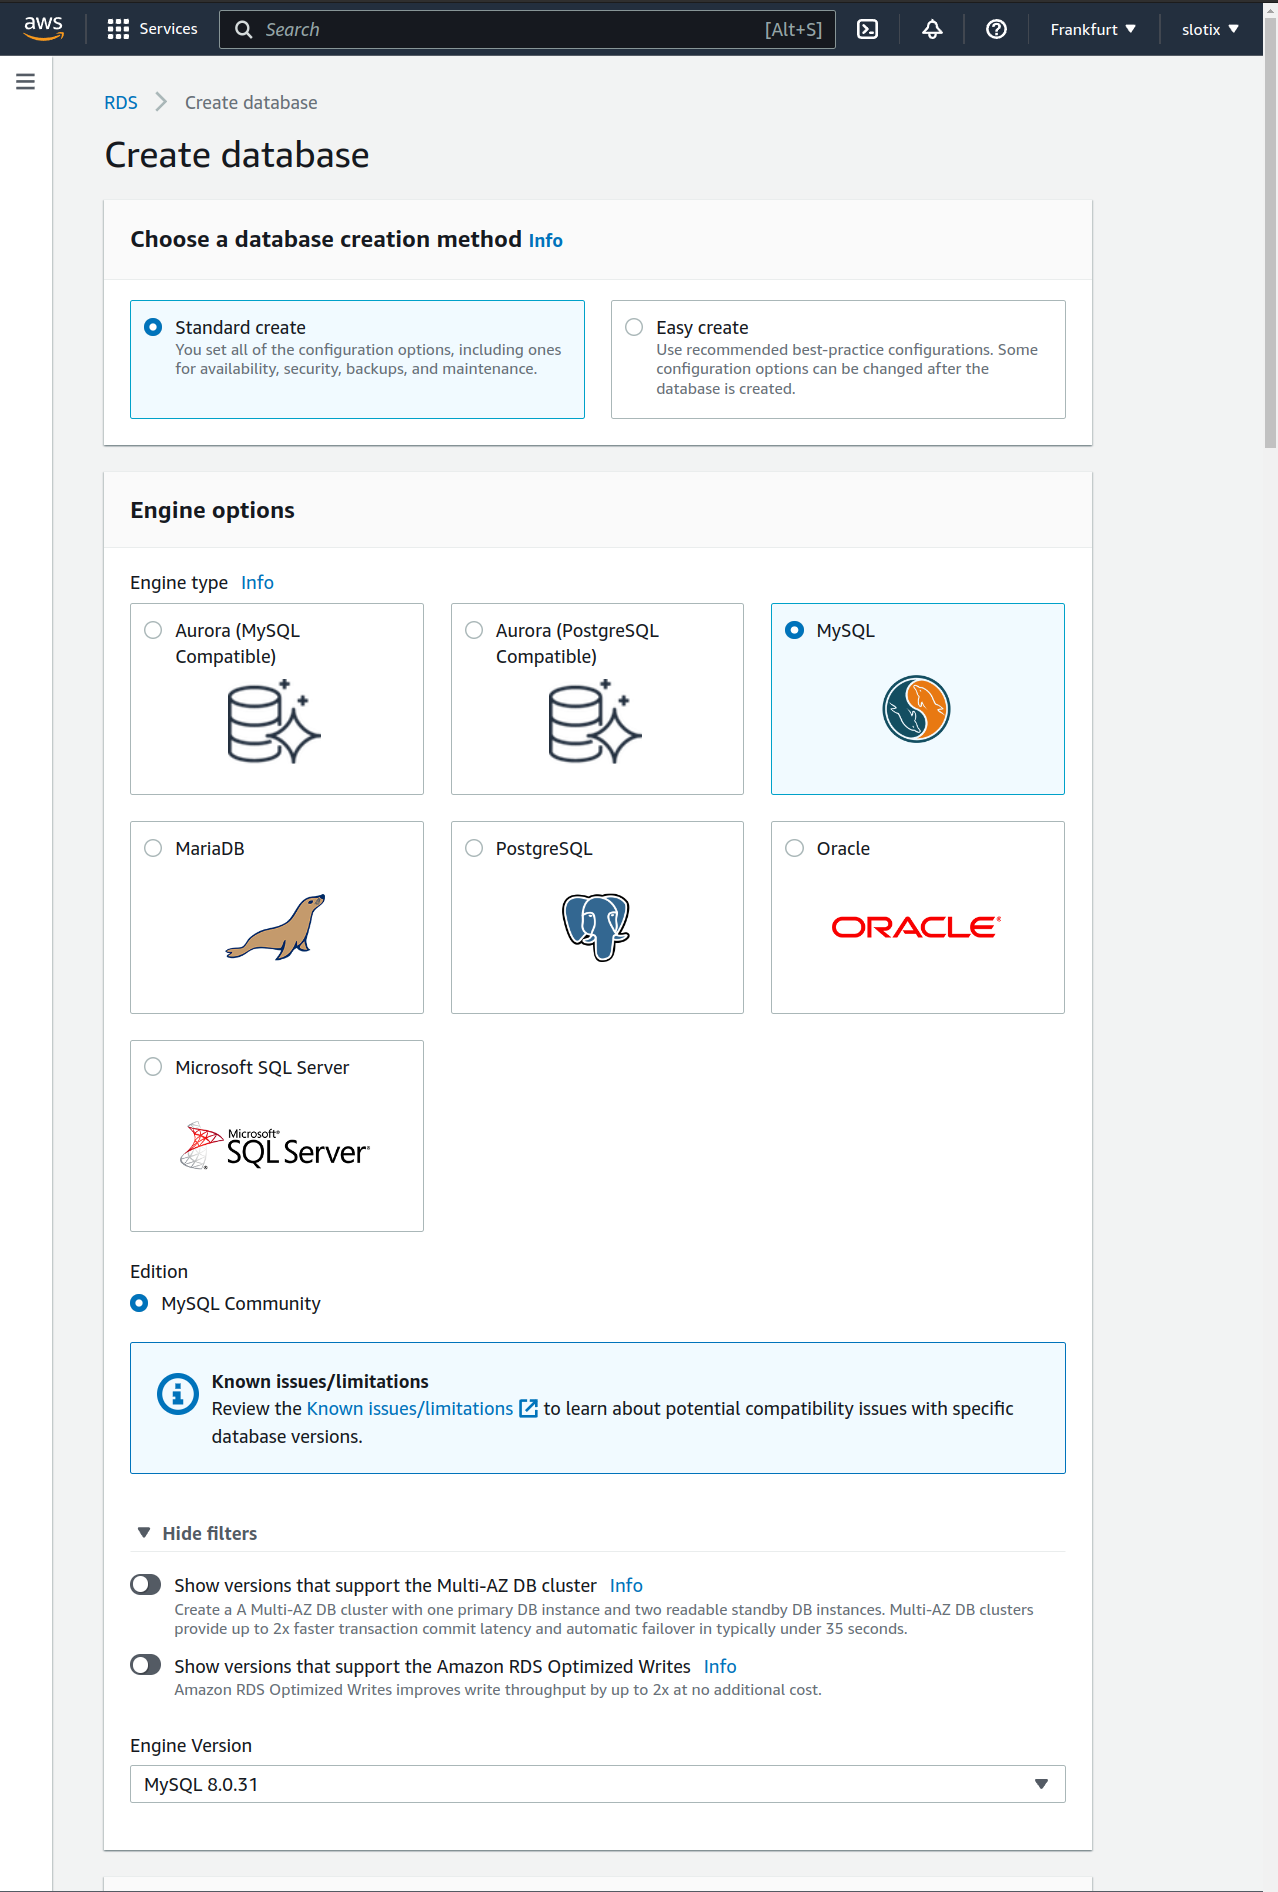 aws
Services
Search
[Alt+S]
Frankfurt
slotix
RDS
Create database
Create database
Choose a database creation method Info
Standard create
You set all of the configuration options, including ones
for availability, security, backups, and maintenance.
Easy create
Use recommended best-practice configurations. Some
configuration options can be changed after the
database is created.
Engine options
Engine type Info
Aurora (MySQL
Compatible)
Aurora (PostgreSQL
Compatible)
MySQL
MariaDB
PostgreSQL
Oracle
ORACLE®
Microsoft SQL Server
Microsoft®
SQL Server®
Edition
MySQL Community
Known issues/limitations
Review the Known issues/limitations to learn about potential compatibility issues with specific
database versions.
Hide filters
Show versions that support the Multi-AZ DB cluster Info
Create a A Multi-AZ DB cluster with one primary DB instance and two readable standby DB instances. Multi-AZ DB clusters
provide up to 2x faster transaction commit latency and automatic failover in typically under 35 seconds.
Show versions that support the Amazon RDS Optimized Writes Info
Amazon RDS Optimized Writes improves write throughput by up to 2x at no additional cost.
Engine Version
MySQL 8.0.31